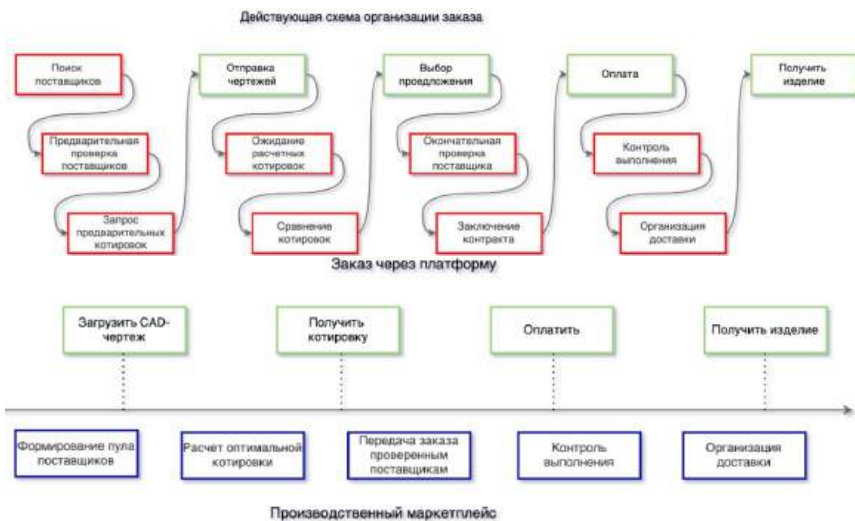 Действующая схема организации заказа
Поиск
поставщиков
Отправка
чертежей
Выбор
предложения
Оплата
Получить
изделие
Предварительная
проверка
поставщиков
Ожидание
расчетных
котировок
Окончательная
проверка
поставщика
Контроль
выполнения
Запрос
предварительных
котировок
Сравнение
котировок
Заключение
контракта
Организация
доставки
Заказ через платформу
Загрузить CAD-
чертеж
Получить
котировку
Оплатить
Получить изделие
Формирование пула
поставщиков
Расчет оптимальной
котировки
Передача заказа
проверенным
поставщикам
Контроль
выполнения
Организация
доставки
Производственный маркетплейс